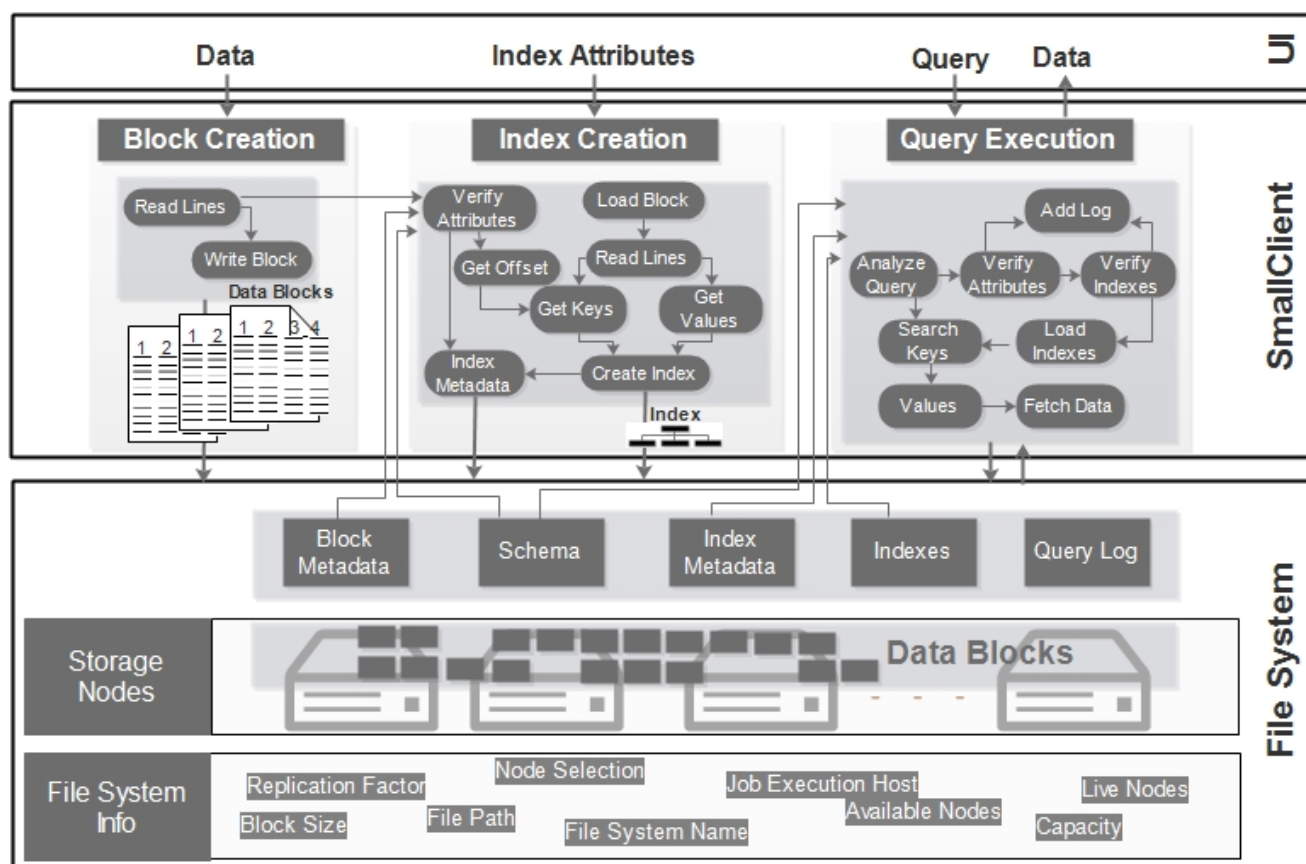 Data
Index Attributes
Query
Data
UI
Block Creation
Index Creation
Query Execution
SmallClient
Read Lines
Write Block
Data Blocks
1 2
1 2
1 2 3 4
Verify
Attributes
Load Block
Get Offset
Read Lines
Get Keys
Get
Values
Index
Metadata
Create Index
Index
Add Log
Analyze
Query
Verify
Attributes
Verify
Indexes
Search
Keys
Load
Indexes
Values
Fetch Data
Block
Metadata
Schema
Index
Metadata
Indexes
Query Log
File System
Storage
Nodes
Data Blocks
File System
Info
Replication Factor
Node Selection
Job Execution Host
Live Nodes
Block Size
File Path
File System Name
Available Nodes
Capacity